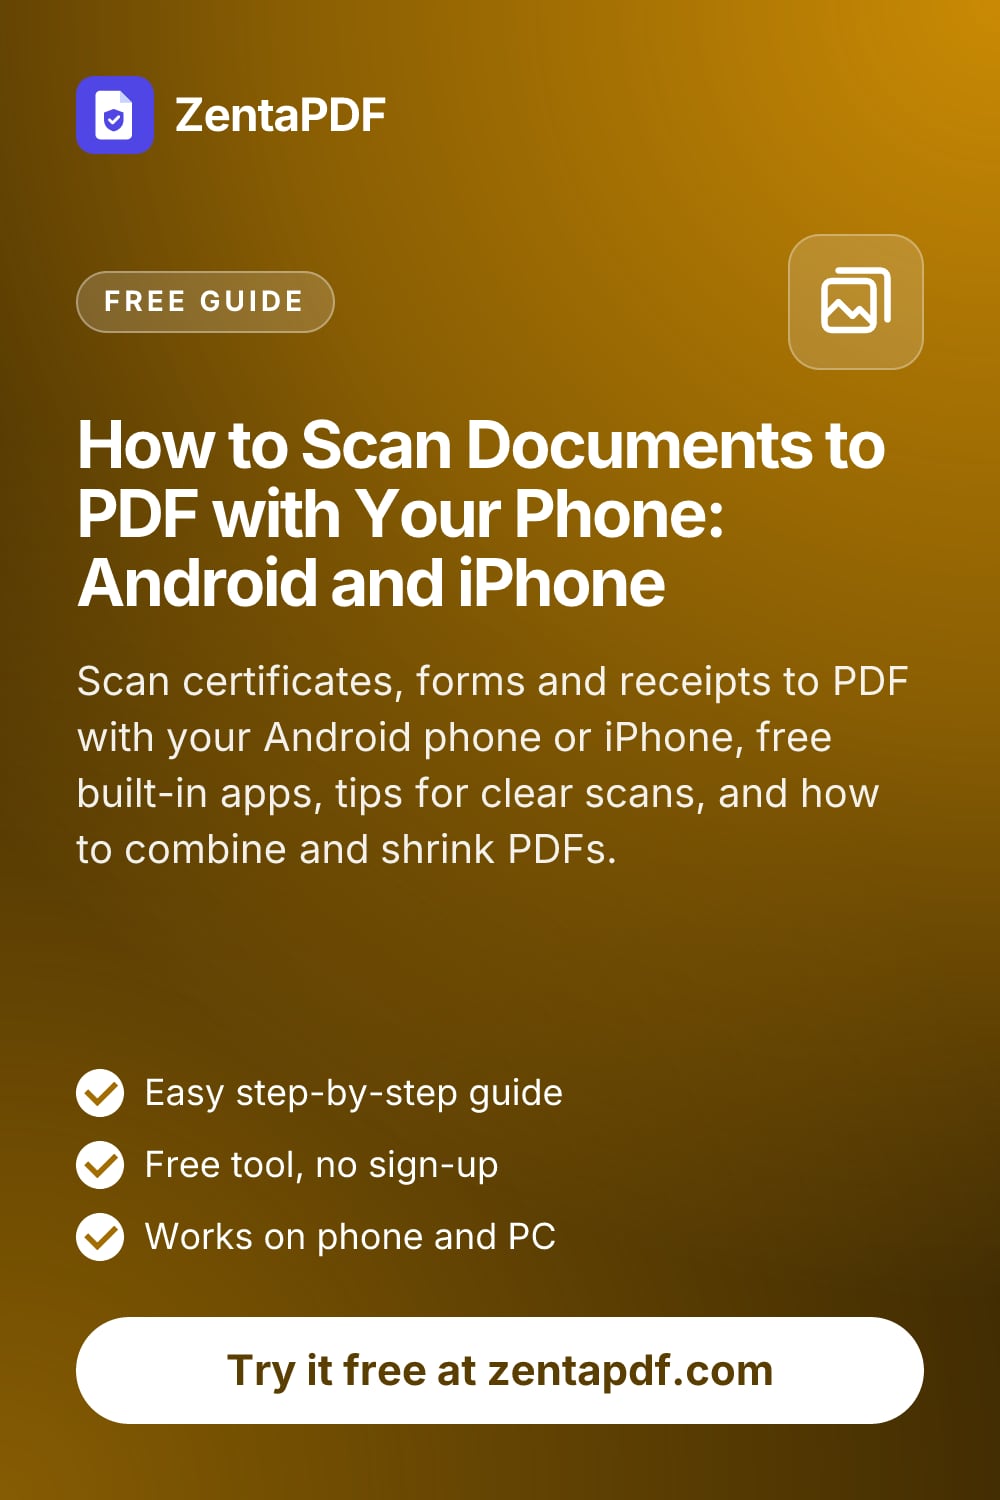 ZentaPDF
FREE GUIDE
How to Scan Documents to
PDF with Your Phone:
Android and iPhone
Scan certificates, forms and receipts to PDF
with your Android phone or iPhone, free
built-in apps, tips for clear scans, and how
to combine and shrink PDFs.
Easy step-by-step guide
Free tool, no sign-up
Works on phone and PC
Try it free at zentapdf.com